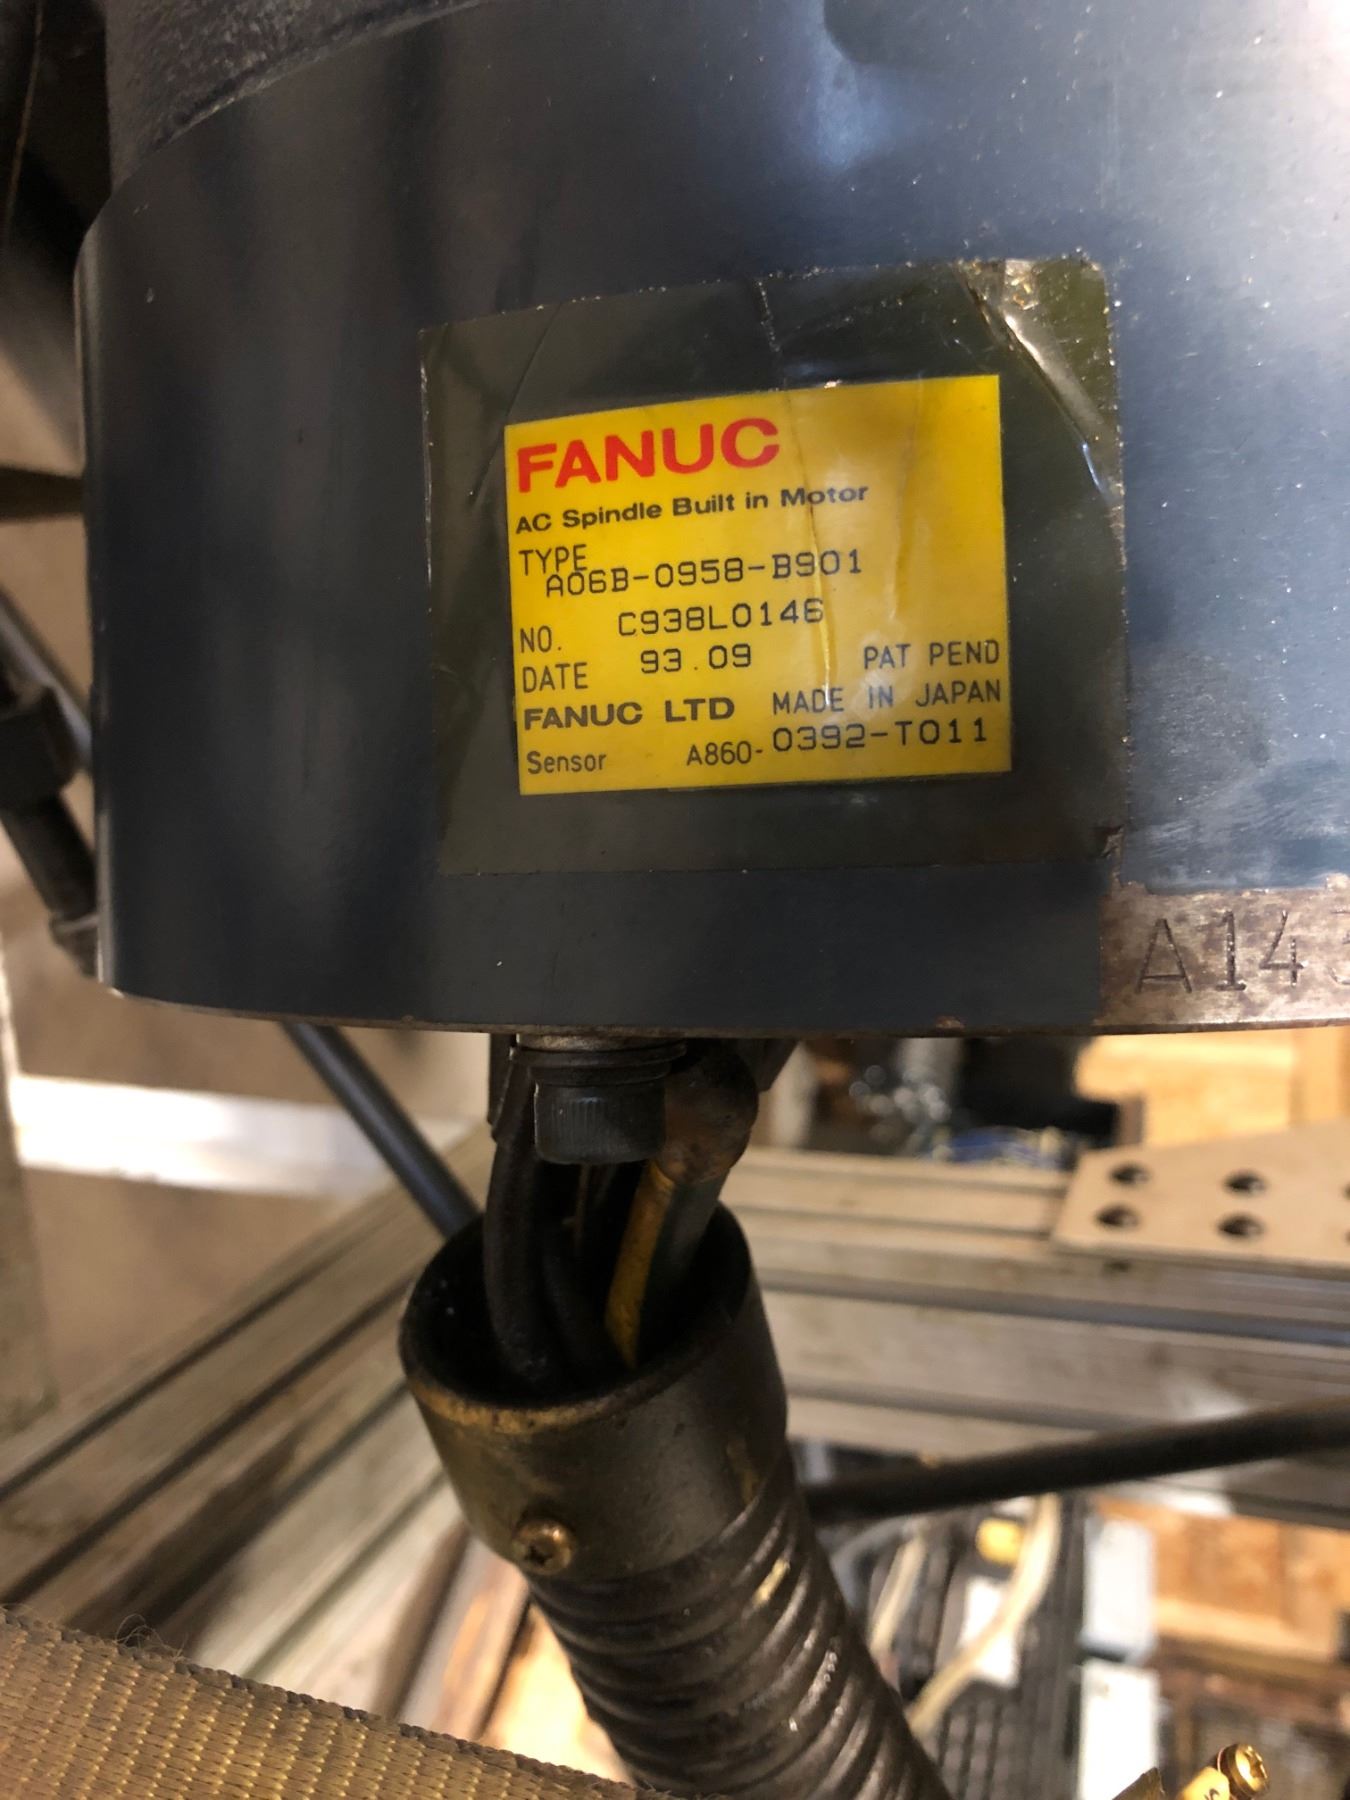 FANUC
AC Spindle Built in Motor
TYPE
A06B-0958-B901
NO. C938L0146
DATE 93.09 PAT PEND
FANUC LTD MADE IN JAPAN
Sensor A860-0392-T011
A143